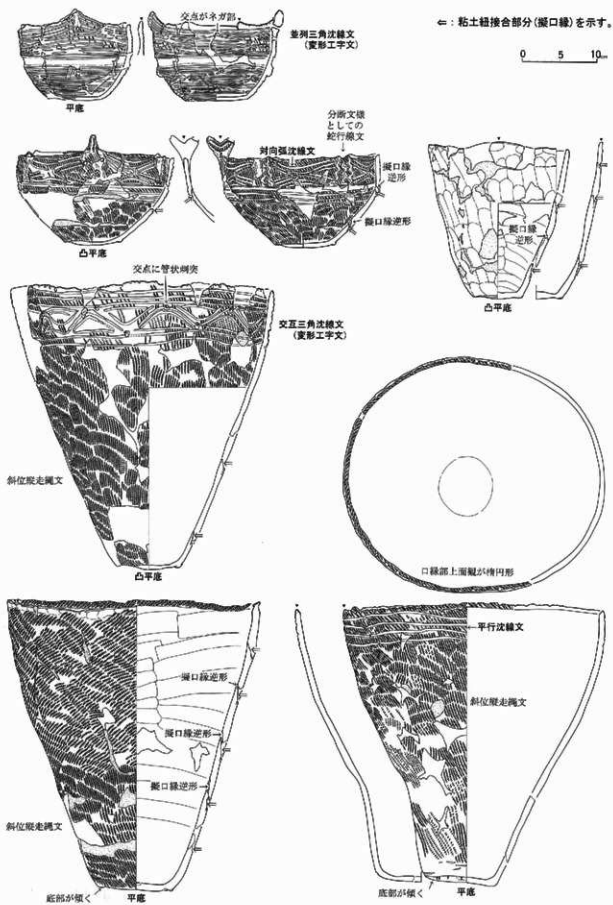 交点がネガ部
並列三角沈線文
(変形工字文)
⇐：粘土紐接合部分(擬口縁)を示す。
0 10㎝
平底
分断文様
としての
蛇行線文
対向弧沈線文
擬口縁
逆形
擬口縁逆形
凸平底
擬口縁
逆形
凸平底
交点に管状刺突
交互三角沈線文
(変形工字文)
斜位縦走縄文
凸平底
口縁部上面観が楕円形
擬口縁逆形
擬口縁逆形
擬口縁逆形
斜位縦走縄文
底部が傾く
平底
平行沈線文
斜位縦走縄文
底部が傾く
平底